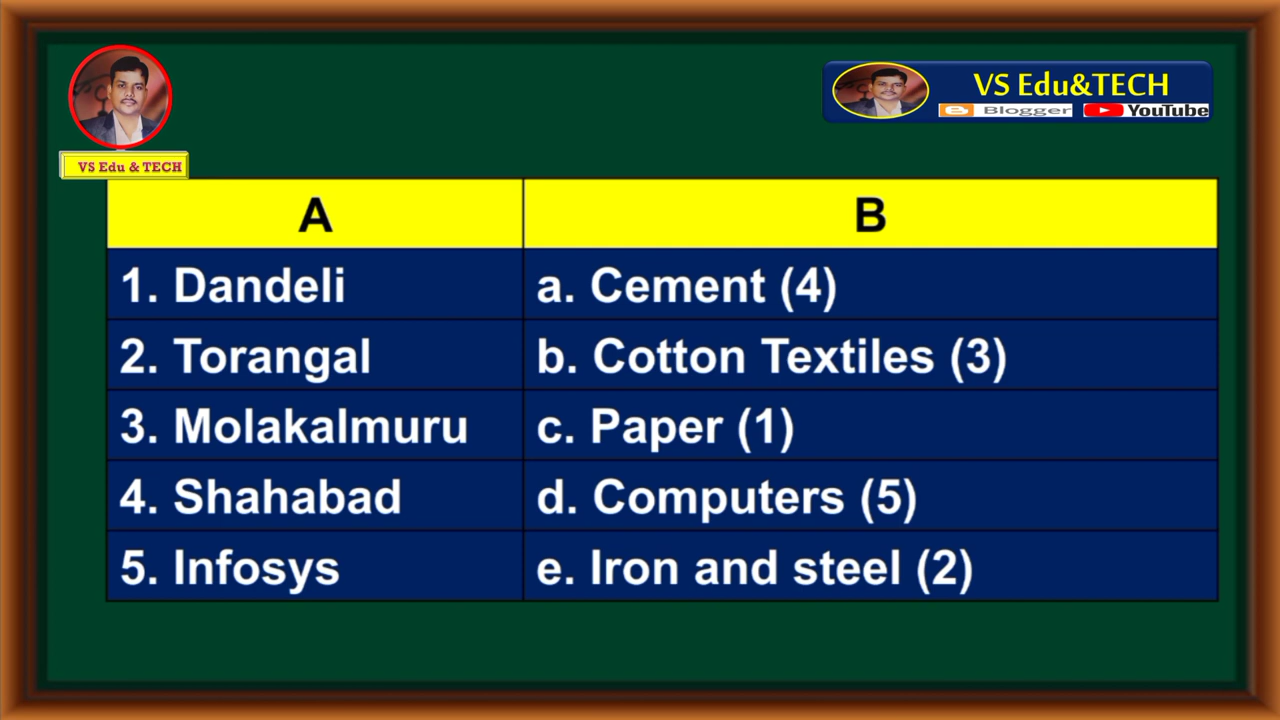 VS Edu & TECH
VS Edu&TECH
Blogger YouTube
A B
1. Dandeli a. Cement (4)
2. Torangal b. Cotton Textiles (3)
3. Molakalmuru c. Paper (1)
4. Shahabad d. Computers (5)
5. Infosys e. Iron and steel (2)